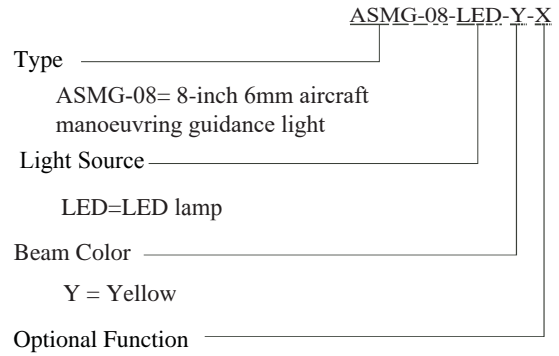 ASMG-08-LED-Y-X
Type
ASMG-08= 8-inch 6mm aircraft
manoeuvring guidance light
Light Source
LED=LED lamp
Beam Color
Y = Yellow
Optional Function